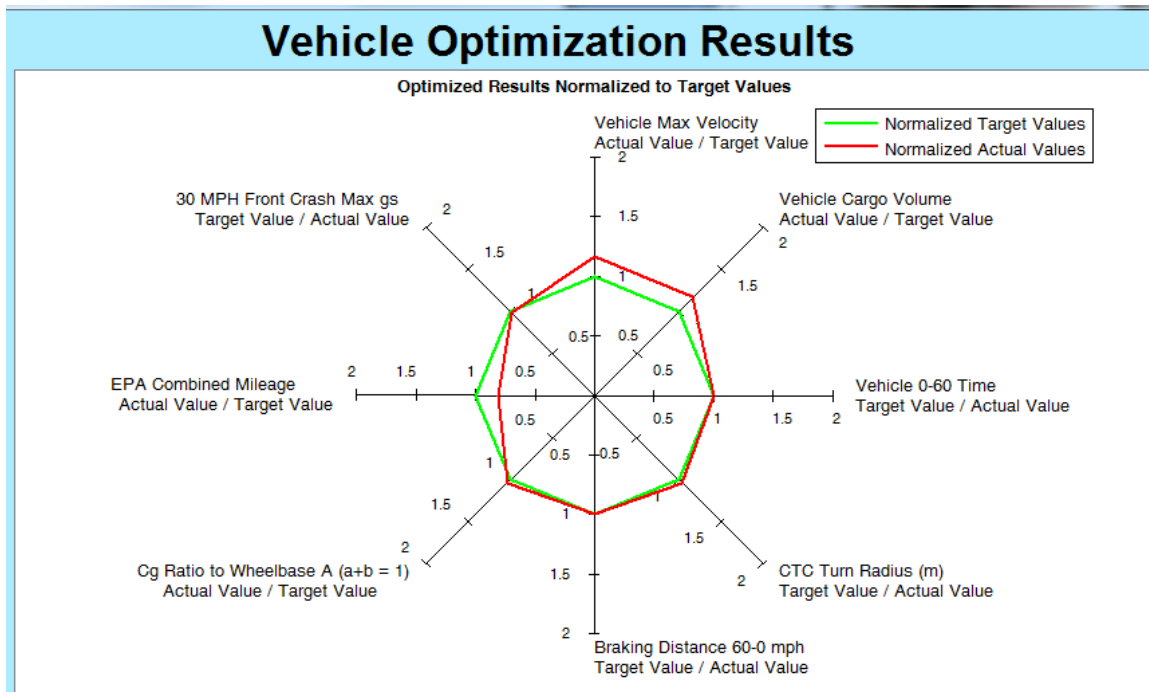 Vehicle Optimization Results
Optimized Results Normalized to Target Values
Normalized Target Values
Normalized Actual Values
Vehicle Max Velocity
Actual Value / Target Value
2
1.5
1
0.5
Vehicle Cargo Volume
Actual Value / Target Value
2
1.5
0.5
Vehicle 0-60 Time
Target Value / Actual Value
0.5
0.5
1
1.5
2
CTC Turn Radius (m)
Target Value / Actual Value
0.5
1
1.5
2
Braking Distance 60-0 mph
Target Value / Actual Value
0.5
1
1.5
2
Cg Ratio to Wheelbase A (a+b = 1)
Actual Value / Target Value
0.5
1
1.5
2
EPA Combined Mileage
Actual Value / Target Value
0.5
1
1.5
2
30 MPH Front Crash Max gs
Target Value / Actual Value
1
1.5
2